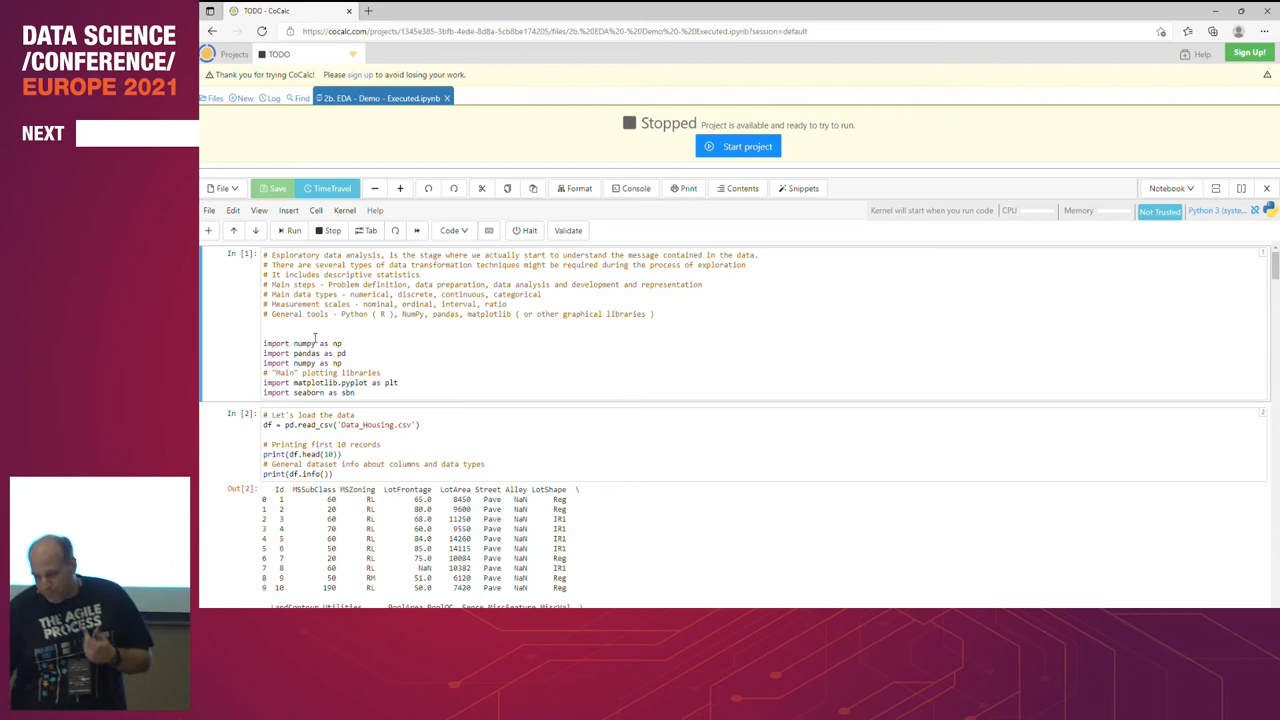 DATA SCIENCE
/CONFERENCE/
EUROPE 2021
NEXT
TODO - CoCalc
https://cocalc.com/projects/1345e385-3bfb-4ede-8d8a-5cb8be174205/files/2b.%20EDA%20-%20Demo%20-%20Executed.ipynb?session=default
Projects TODO Help Sign Up!
Thank you for trying CoCalc! Please sign up to avoid losing your work.
Files New Log Find 2b. EDA - Demo - Executed.ipynb
Stopped Project is available and ready to try to run.
Start project
File Save TimeTravel Format Console Print Contents Snippets Notebook
File Edit View Insert Cell Kernel Help Kernel will start when you run code CPU Memory Not Trusted Python 3 (syste...
Run Stop Tab Code Halt Validate
In [1]: # Exploratory data analysis, is the stage where we actually start to understand the message contained in the data. 1
# There are several types of data transformation techniques might be required during the process of exploration
# It includes descriptive statistics
# Main steps - Problem definition, data preparation, data analysis and development and representation
# Main data types - numerical, discrete, continuous, categorical
# Measurement scales - nominal, ordinal, interval, ratio
# General tools - Python ( R ), NumPy, pandas, matplotlib ( or other graphical libraries )
import numpy as np
import pandas as pd
import numpy as np
# "Main" plotting libraries
import matplotlib.pyplot as plt
import seaborn as sbn
In [2]: # Let's load the data 2
df = pd.read_csv('Data_Housing.csv')
# Printing first 10 records
print(df.head(10))
# General dataset info about columns and data types
print(df.info())
Out[2]: Id MSSubClass MSZoning LotFrontage LotArea Street Alley LotShape \
0 1 60 RL 65.0 8450 Pave NaN Reg
1 2 20 RL 80.0 9600 Pave NaN Reg
2 3 60 RL 68.0 11250 Pave NaN IR1
3 4 70 RL 60.0 9550 Pave NaN IR1
4 5 60 RL 84.0 14260 Pave NaN IR1
5 6 50 RL 85.0 14115 Pave NaN IR1
6 7 20 RL 75.0 10084 Pave NaN Reg
7 8 60 RL NaN 10382 Pave NaN IR1
8 9 50 RM 51.0 6120 Pave NaN Reg
9 10 190 RL 50.0 7420 Pave NaN Reg
LandContour Utilities ... PoolArea PoolQC Fence MiscFeature MiscVal \
THE AGILE
PROCESS